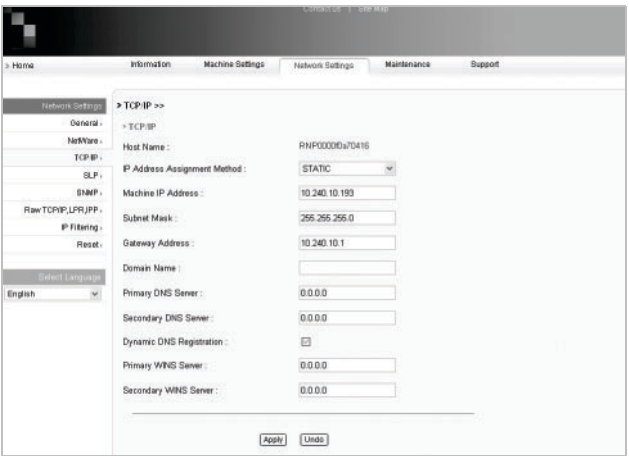 Contact Us | Site Map
> Home
Information
Machine Settings
Network Settings
Maintenance
Support
Network Settings
General
NetWare
TCP/IP
SLP
SNMP
Raw TCP/IP,LPR,IPP
IP Filtering
Reset
Select Language
English
> TCP/IP >>
> TCP/IP
Host Name :
RNP0000f0a70416
IP Address Assignment Method :
STATIC
Machine IP Address :
10.240.10.193
Subnet Mask :
255.255.255.0
Gateway Address :
10.240.10.1
Domain Name :
Primary DNS Server :
0.0.0.0
Secondary DNS Server :
0.0.0.0
Dynamic DNS Registration :
Primary WINS Server :
0.0.0.0
Secondary WINS Server :
0.0.0.0
Apply
Undo